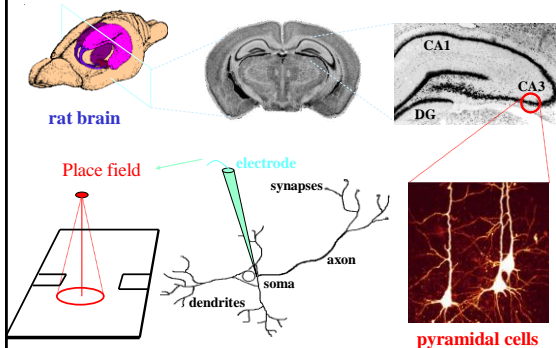 CA1
CA3
DG
rat brain
Place field
electrode
synapses
axon
soma
dendrites
pyramidal cells